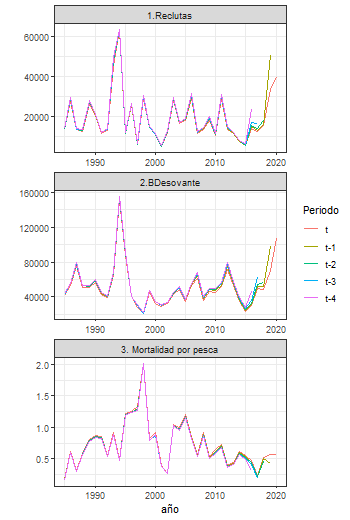 1.Reclutas
60000
40000
20000
1990 2000 2010 2020
2.BDesovante
160000
120000
80000
40000
1990 2000 2010 2020
3. Mortalidad por pesca
2.0
1.5
1.0
0.5
1990 2000 2010 2020
año
Periodo
t
t-1
t-2
t-3
t-4